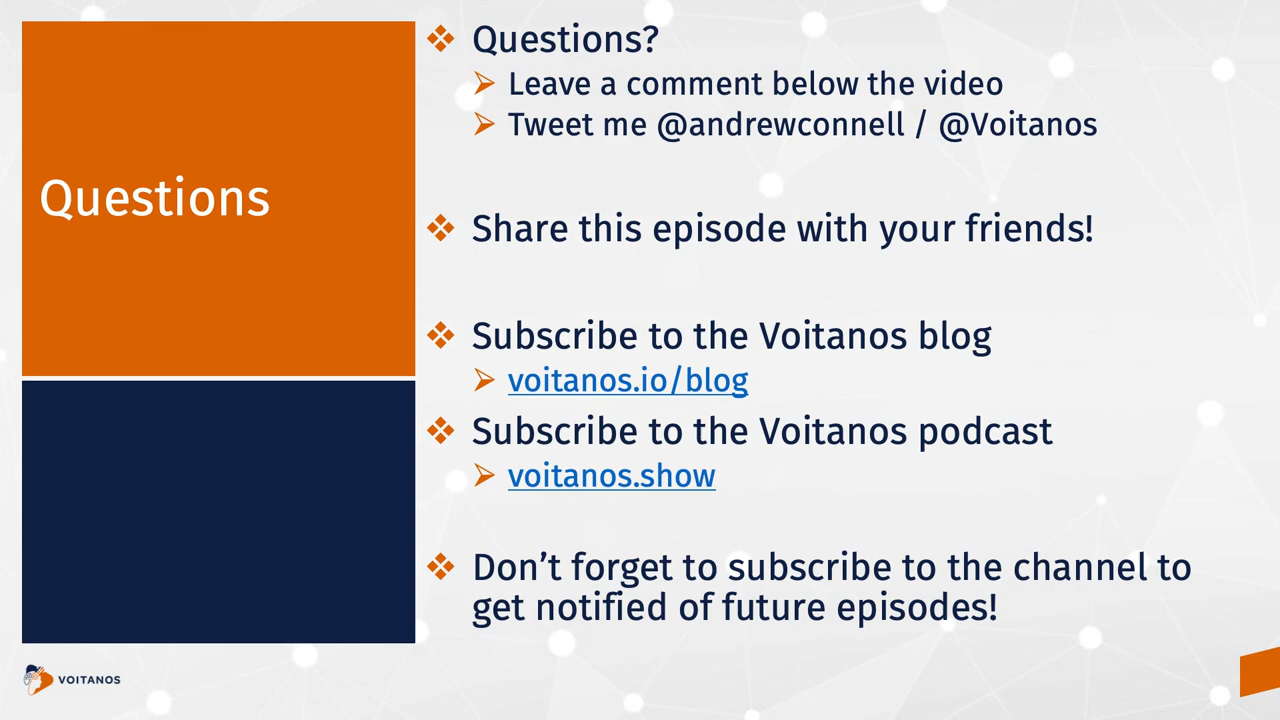 Questions
Questions?
Leave a comment below the video
Tweet me @andrewconnell / @Voitanos
Share this episode with your friends!
Subscribe to the Voitanos blog
voitanos.io/blog
Subscribe to the Voitanos podcast
voitanos.show
Don’t forget to subscribe to the channel to
get notified of future episodes!
VOITANOS